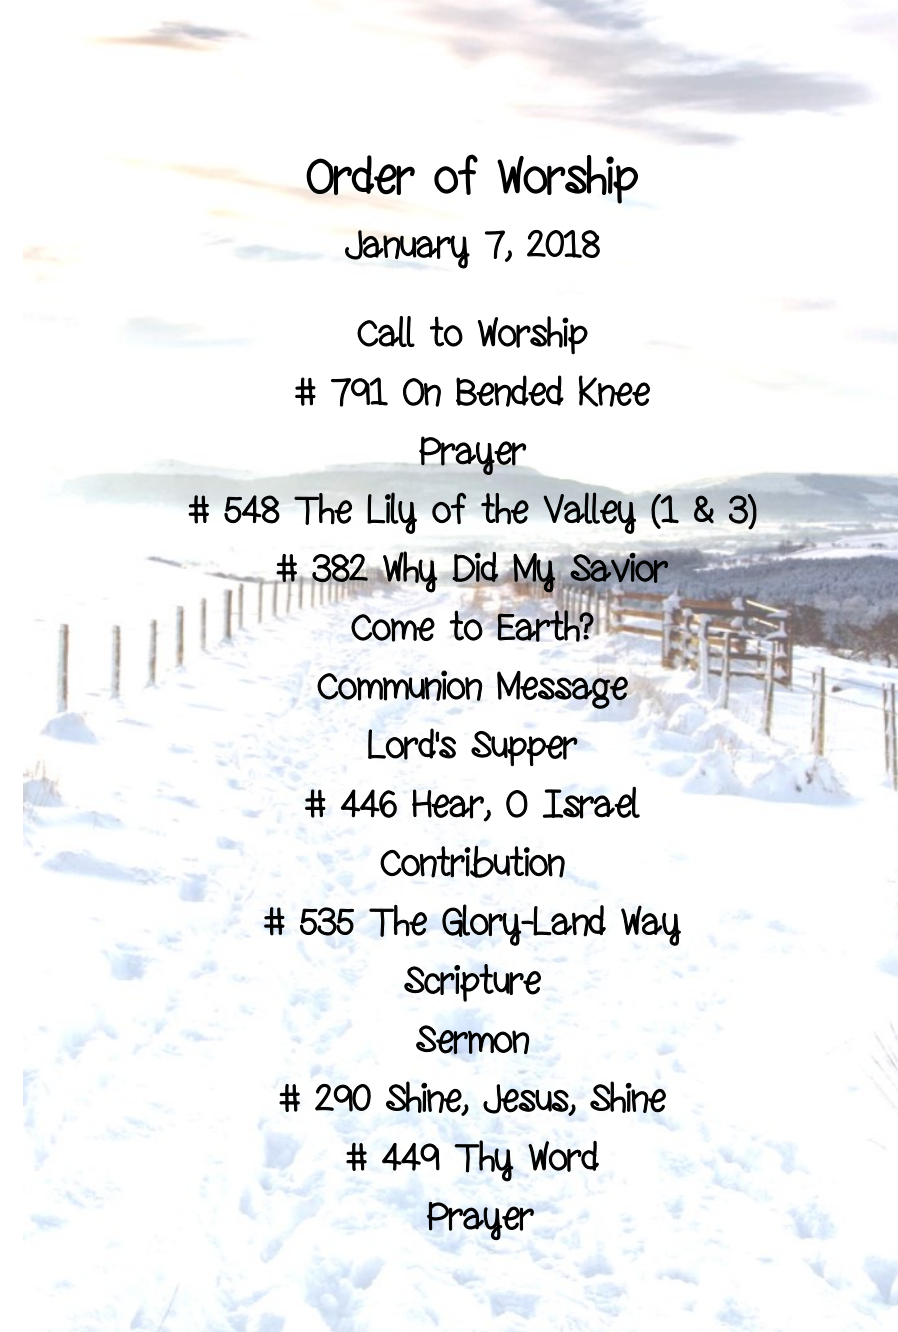 Order of Worship
January 7, 2018
Call to Worship
# 791 On Bended Knee
Prayer
# 548 The Lily of the Valley (1 & 3)
# 382 Why Did My Savior
Come to Earth?
Communion Message
Lord's Supper
# 446 Hear, O Israel
Contribution
# 535 The Glory-Land Way
Scripture
Sermon
# 290 Shine, Jesus, Shine
# 449 Thy Word
Prayer